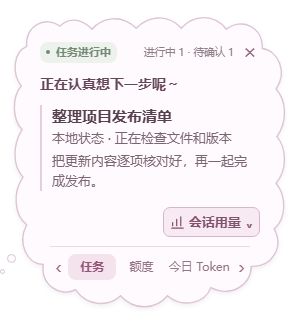 任务进行中
进行中 1 · 待确认 1
正在认真想下一步呢～
整理项目发布清单
本地状态 · 正在检查文件和版本
把更新内容逐项核对好，再一起完
成发布。
会话用量
任务
额度
今日 Token